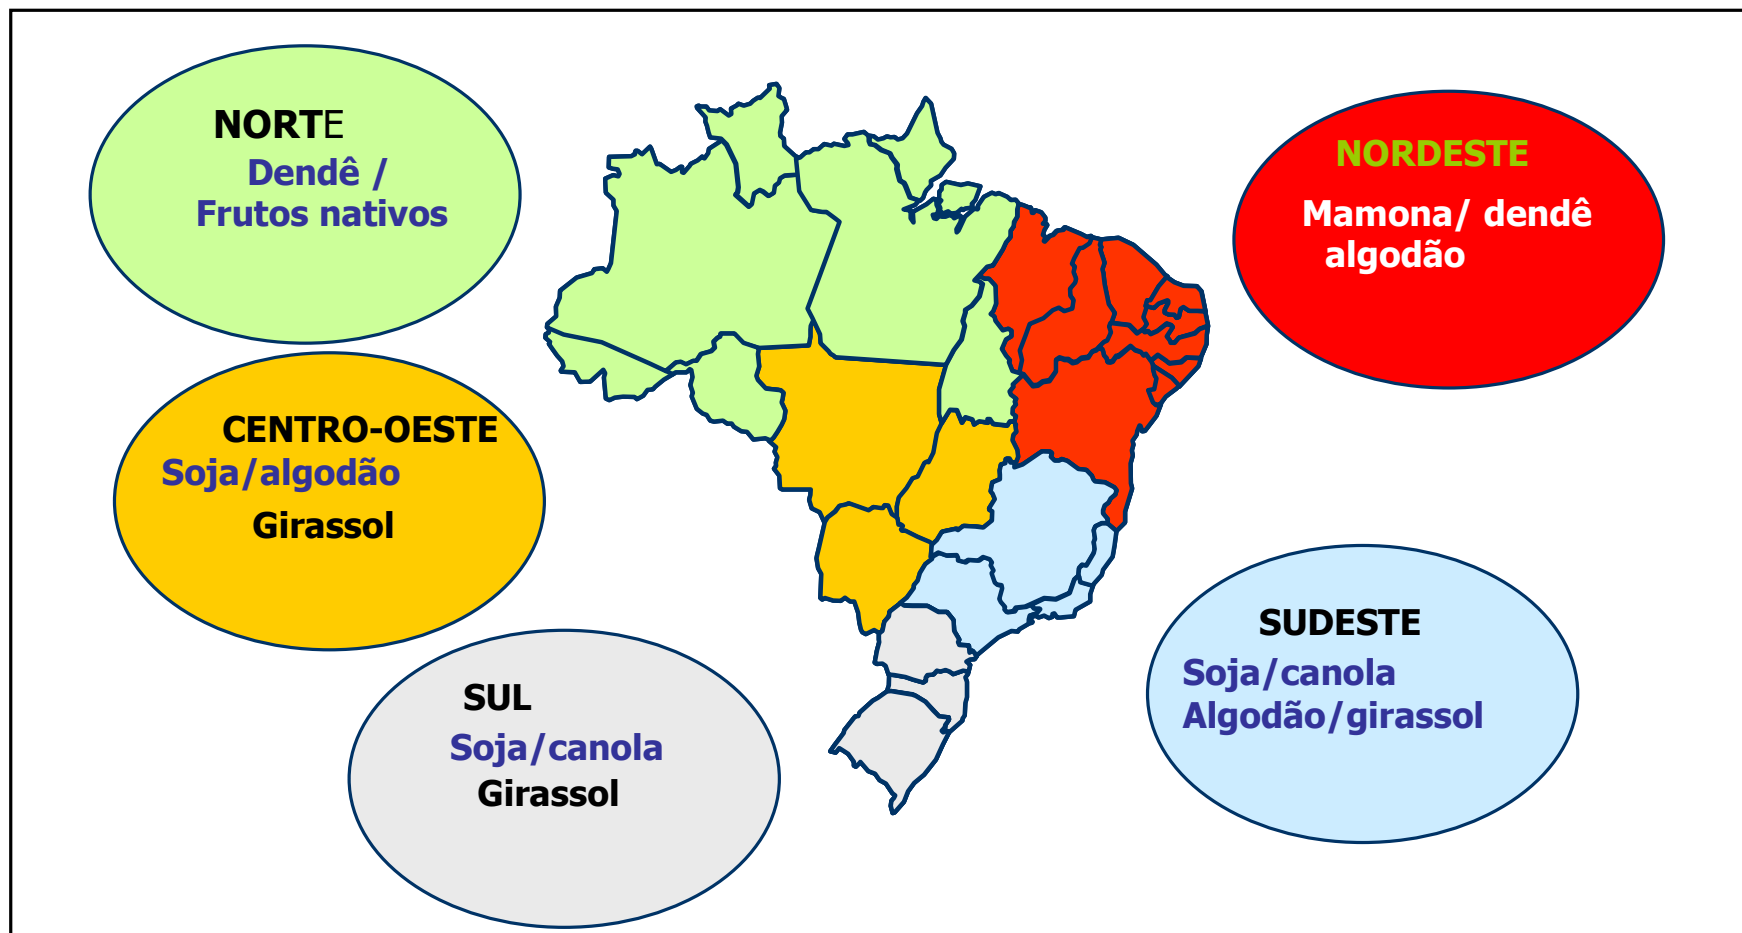 NORTE
Dendê /
Frutos nativos
NORDESTE
Mamona/ dendê
algodão
CENTRO-OESTE
Soja/algodão
Girassol
SUL
Soja/canola
Girassol
SUDESTE
Soja/canola
Algodão/girassol